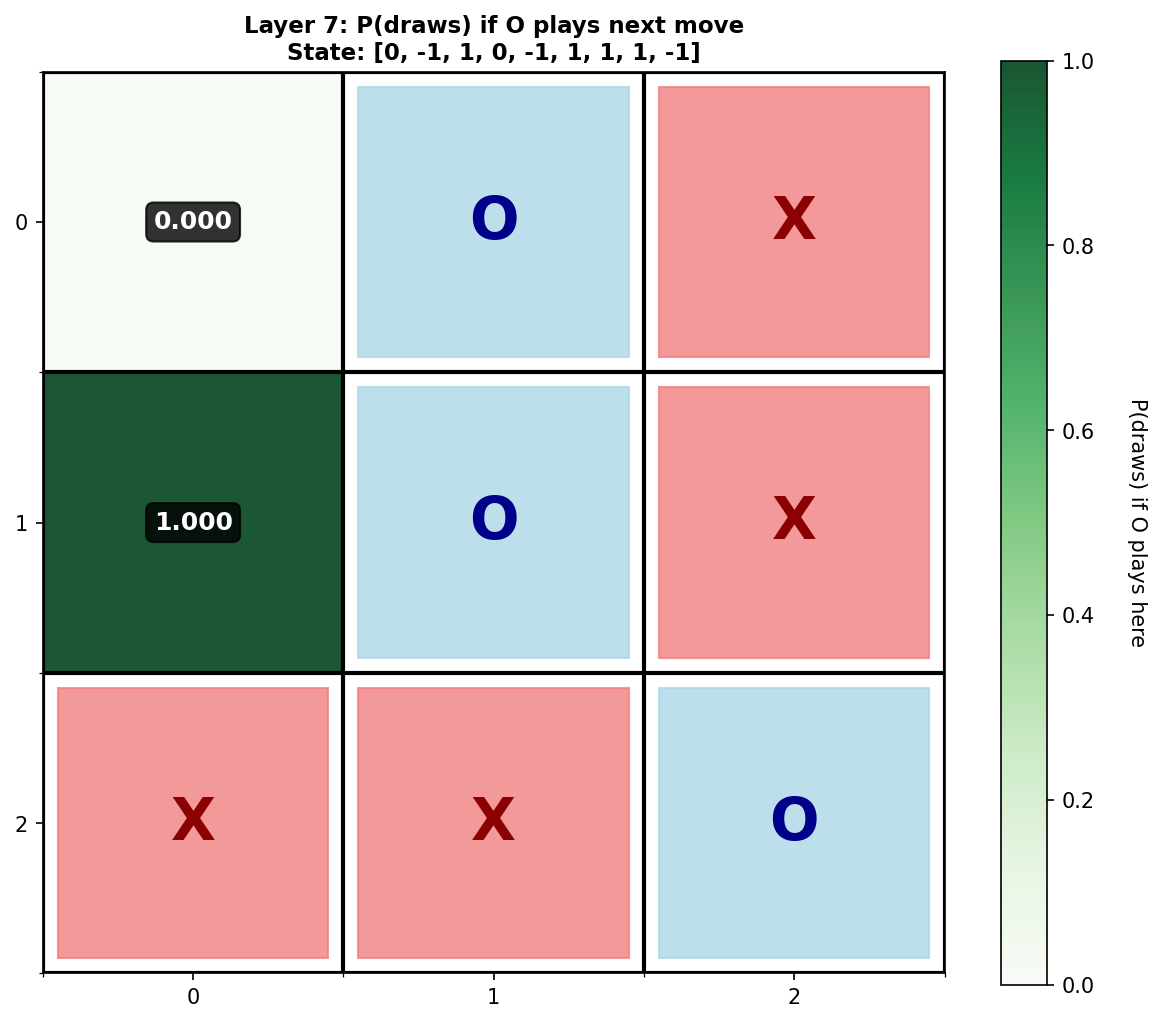 Layer 7: P(draws) if O plays next move
State: [0, -1, 1, 0, -1, 1, 1, 1, -1]
0
0.000
O
X
1
1.000
O
X
2
X
X
O
0
1
2
1.0
0.8
0.6
0.4
0.2
0.0
P(draws) if O plays here